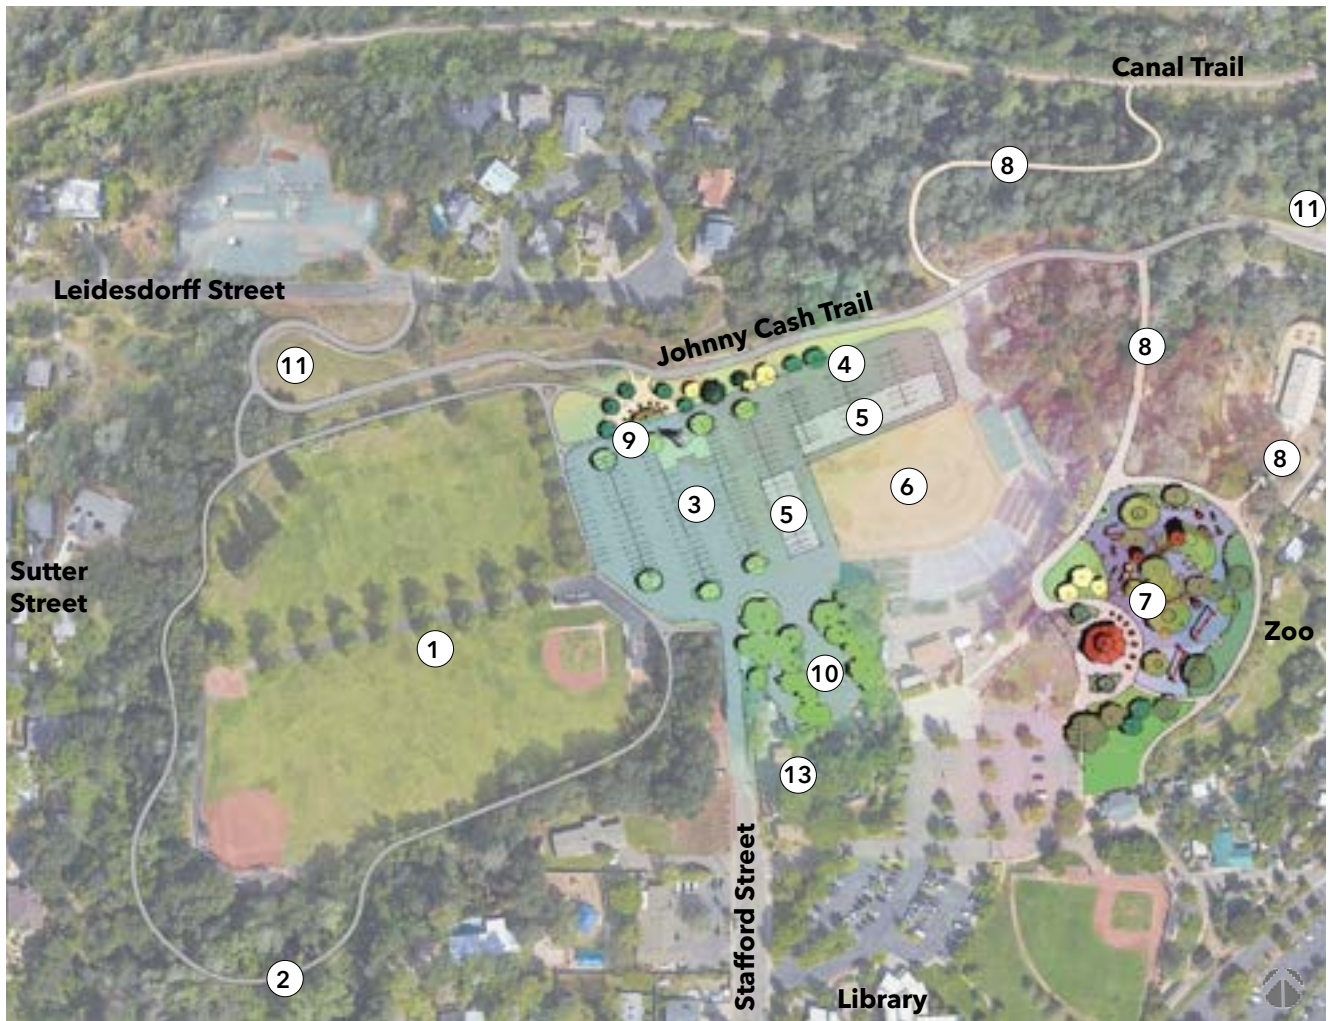 Canal Trail
8
11
Leidesdorff Street
Johnny Cash Trail
11
4
8
5
9
8
6
3
5
Sutter
Street
7
1
Zoo
10
13
Stafford Street
2
Library